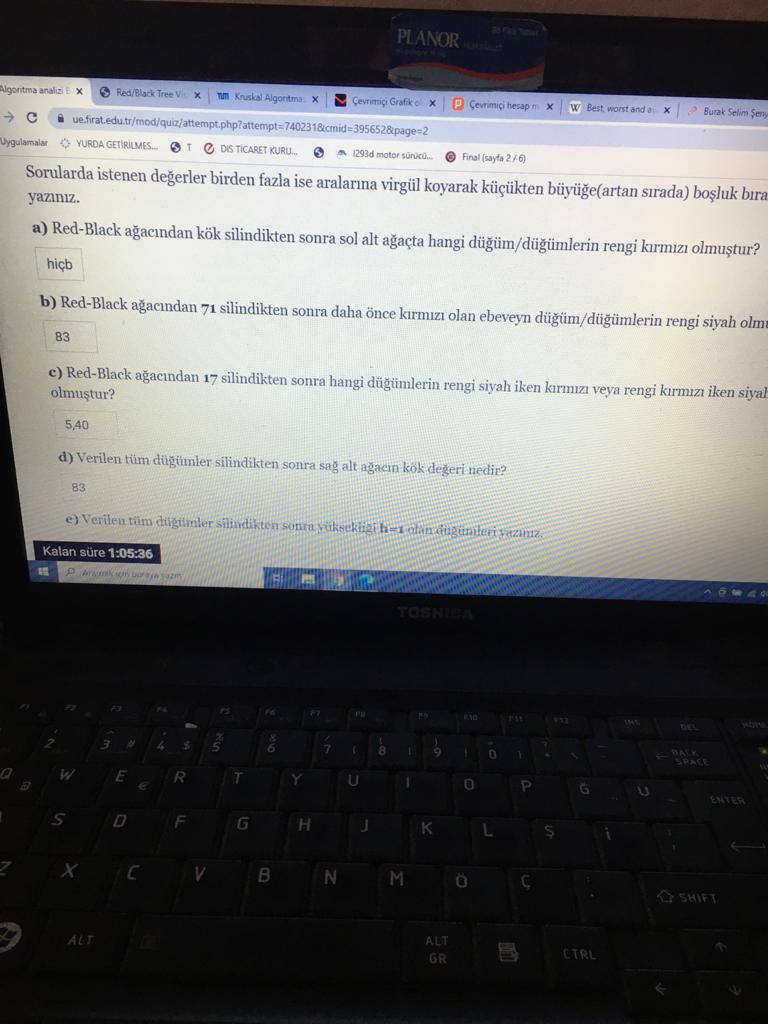 PLANOR
Algoritma analizi
Red/Black Tree Vis
Kruskal Algoritmas
Çevrimiçi Grafik
Çevrimiçi hesap m
Best, worst and av
Burak Selim Şeny
ue.firat.edu.tr/mod/quiz/attempt.php?attempt=740231&cmid=395652&page=2
Uygulamalar
YURDA GETİRİLMES...
T
DIS TİCARET KURU...
l293d motor sürücü...
Final (sayfa 2 / 6)
Sorularda istenen değerler birden fazla ise aralarına virgül koyarak küçükten büyüğe(artan sırada) boşluk bıra
yazınız.
a) Red-Black ağacından kök silindikten sonra sol alt ağaçta hangi düğüm/düğümlerin rengi kırmızı olmuştur?
hiçb
b) Red-Black ağacından 71 silindikten sonra daha önce kırmızı olan ebeveyn düğüm/düğümlerin rengi siyah olmu
83
c) Red-Black ağacından 17 silindikten sonra hangi düğümlerin rengi siyah iken kırmızı veya rengi kırmızı iken siyah
olmuştur?
5,40
d) Verilen tüm düğümler silindikten sonra sağ alt ağacın kök değeri nedir?
83
e) Verilen tüm düğümler silindikten sonra yüksekliği h=1 olan düğümleri yazınız.
Kalan süre 1:05:36
Aramak için buraya yazın
TOSHIBA
F1 F2 F3 F4 F5 F6 F7 F8 F9 F10 F11 F12 INS DEL HOME
2 3 # 4 $ % 5 & 6 / 7 ( 8 ) 9 = 0 BACK SPACE
Q @ W E € R T Y U I O P Ğ Ü ENTER
S D F G H J K L Ş İ
Z X C V B N M Ö Ç SHIFT
ALT ALT GR CTRL